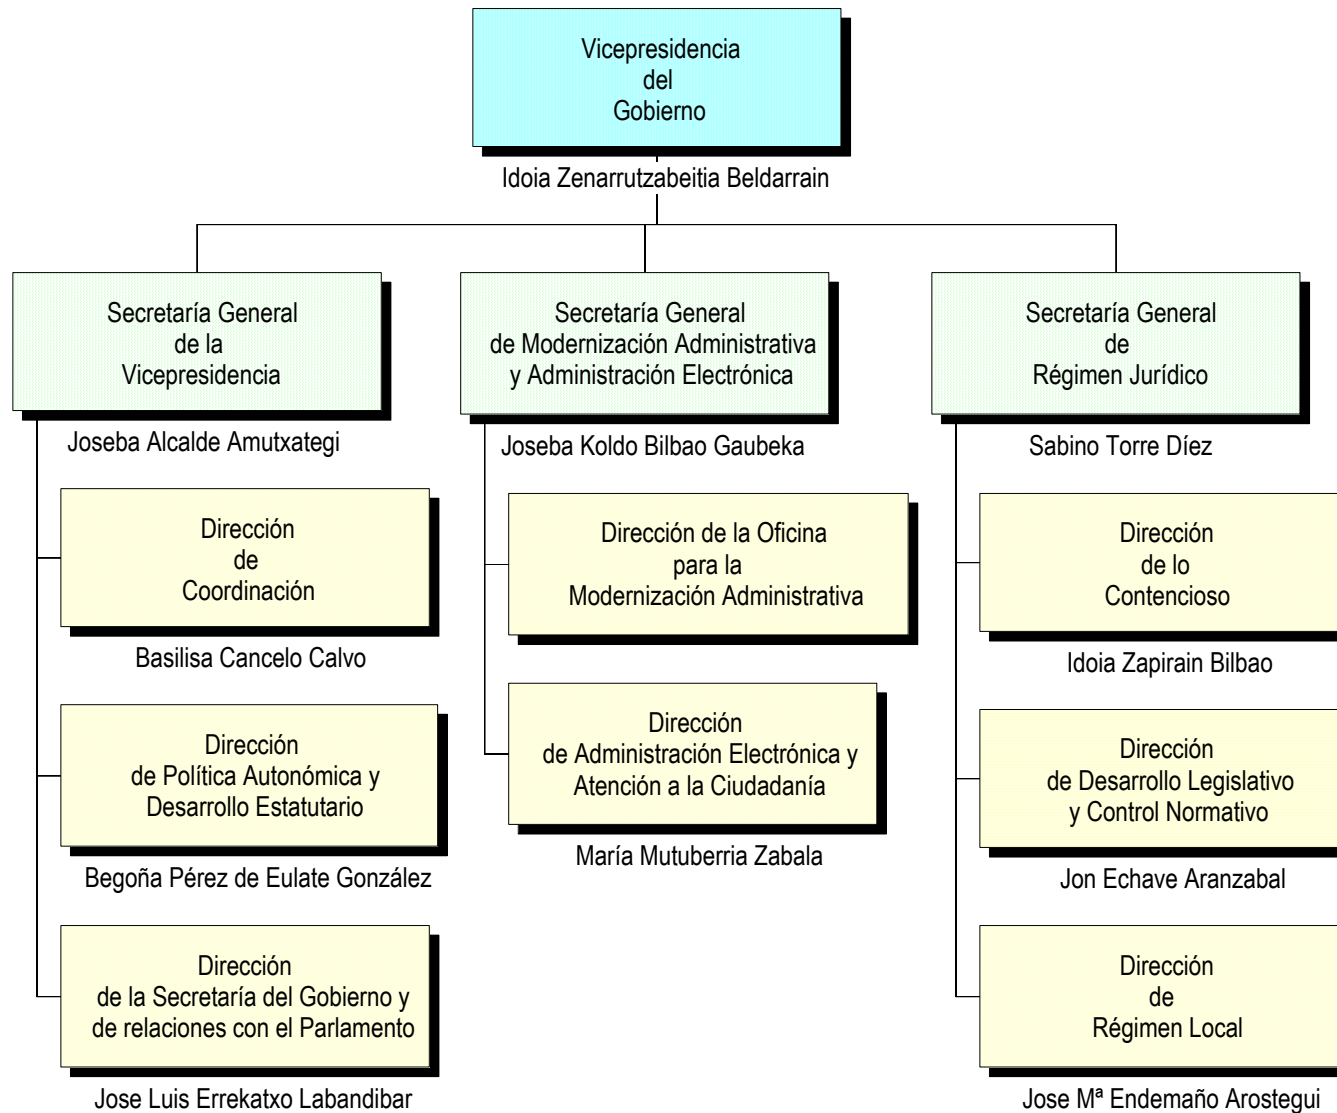 Vicepresidencia
del
Gobierno
Idoia Zenarrutzabeitia Beldarrain
Secretaría General
de la
Vicepresidencia
Joseba Alcalde Amutxategi
Dirección
de
Coordinación
Basilisa Cancelo Calvo
Dirección
de Política Autonómica y
Desarrollo Estatutario
Begoña Pérez de Eulate González
Dirección
de la Secretaría del Gobierno y
de relaciones con el Parlamento
Jose Luis Errekatxo Labandibar
Secretaría General
de Modernización Administrativa
y Administración Electrónica
Joseba Koldo Bilbao Gaubeka
Dirección de la Oficina
para la
Modernización Administrativa
Dirección
de Administración Electrónica y
Atención a la Ciudadanía
María Mutuberria Zabala
Secretaría General
de
Régimen Jurídico
Sabino Torre Díez
Dirección
de lo
Contencioso
Idoia Zapirain Bilbao
Dirección
de Desarrollo Legislativo
y Control Normativo
Jon Echave Aranzabal
Dirección
de
Régimen Local
Jose Mª Endemaño Arostegui